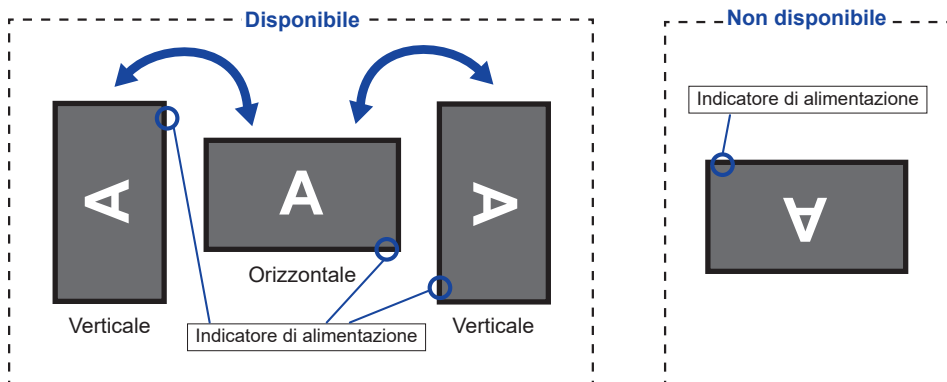 Disponibile
Non disponibile
Indicatore di alimentazione
A
A
A
A
Orizzontale
Verticale
Indicatore di alimentazione
Verticale